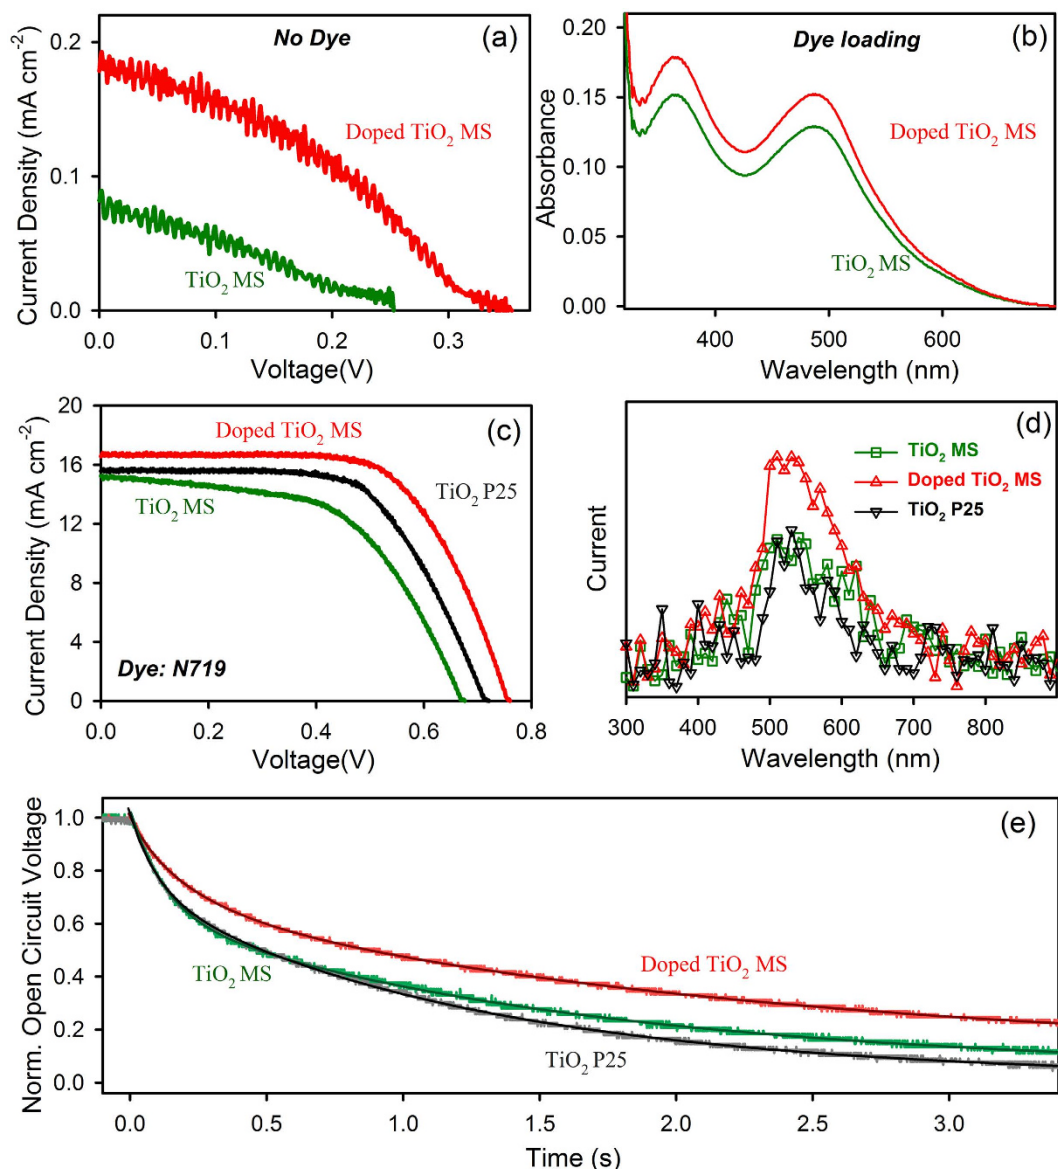 No Dye
(a)
Current Density (mA cm⁻²)
0.2
0.1
0.0
Doped TiO₂ MS
TiO₂ MS
0.0 0.1 0.2 0.3
Voltage(V)
Dye loading
(b)
Absorbance
0.20
0.15
0.10
0.05
0.00
Doped TiO₂ MS
TiO₂ MS
400 500 600
Wavelength (nm)
(c)
Current Density (mA cm⁻²)
20
16
12
8
4
0
Doped TiO₂ MS
TiO₂ P25
TiO₂ MS
Dye: N719
0.0 0.2 0.4 0.6 0.8
Voltage(V)
(d)
Current
TiO₂ MS
Doped TiO₂ MS
TiO₂ P25
300 400 500 600 700 800
Wavelength (nm)
(e)
Norm. Open Circuit Voltage
1.0
0.8
0.6
0.4
0.2
0.0
TiO₂ MS
Doped TiO₂ MS
TiO₂ P25
0.0 0.5 1.0 1.5 2.0 2.5 3.0
Time (s)